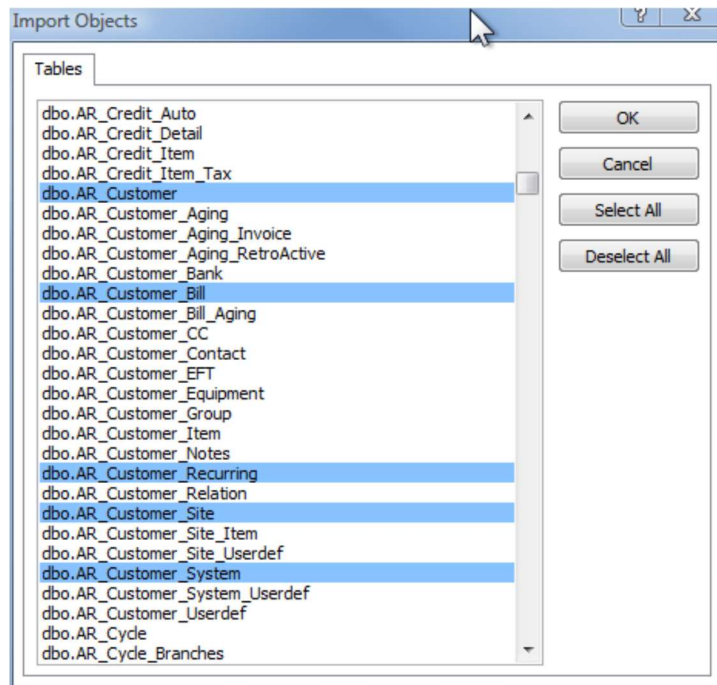 Import Objects
Tables
dbo.AR_Credit_Auto
dbo.AR_Credit_Detail
dbo.AR_Credit_Item
dbo.AR_Credit_Item_Tax
dbo.AR_Customer
dbo.AR_Customer_Aging
dbo.AR_Customer_Aging_Invoice
dbo.AR_Customer_Aging_RetroActive
dbo.AR_Customer_Bank
dbo.AR_Customer_Bill
dbo.AR_Customer_Bill_Aging
dbo.AR_Customer_CC
dbo.AR_Customer_Contact
dbo.AR_Customer_EFT
dbo.AR_Customer_Equipment
dbo.AR_Customer_Group
dbo.AR_Customer_Item
dbo.AR_Customer_Notes
dbo.AR_Customer_Recurring
dbo.AR_Customer_Relation
dbo.AR_Customer_Site
dbo.AR_Customer_Site_Item
dbo.AR_Customer_Site_Userdef
dbo.AR_Customer_System
dbo.AR_Customer_System_Userdef
dbo.AR_Customer_Userdef
dbo.AR_Cycle
dbo.AR_Cycle_Branches
OK
Cancel
Select All
Deselect All